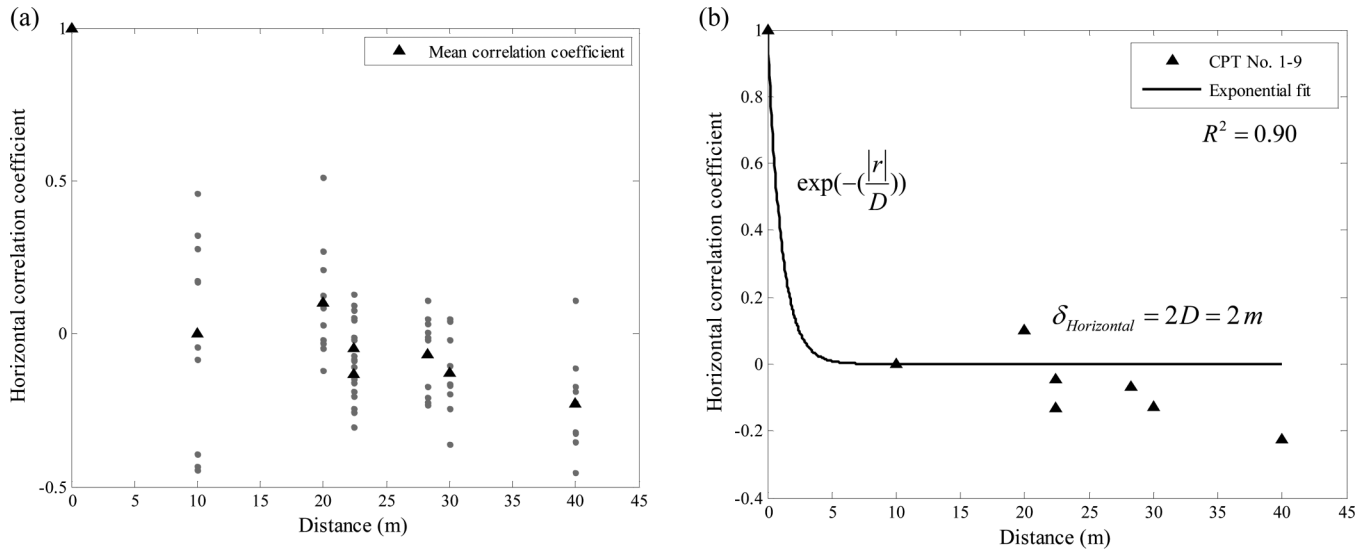 (a)
1
0.5
0
-0.5
Horizontal correlation coefficient
0 5 10 15 20 25 30 35 40 45
Distance (m)
Mean correlation coefficient
(b)
1
0.8
0.6
0.4
0.2
0
-0.2
-0.4
Horizontal correlation coefficient
0 5 10 15 20 25 30 35 40 45
Distance (m)
CPT No. 1-9
Exponential fit
R² = 0.90
exp(−(|r|/D))
δHorizontal = 2D = 2m